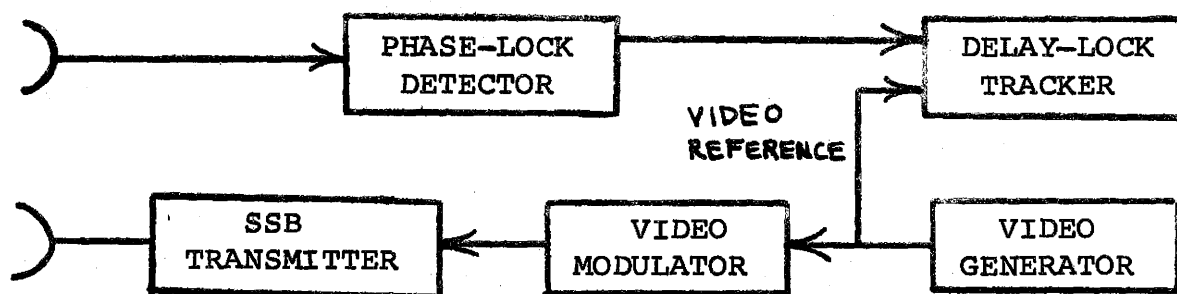 PHASE-LOCK
DETECTOR
DELAY-LOCK
TRACKER
VIDEO
REFERENCE
SSB
TRANSMITTER
VIDEO
MODULATOR
VIDEO
GENERATOR